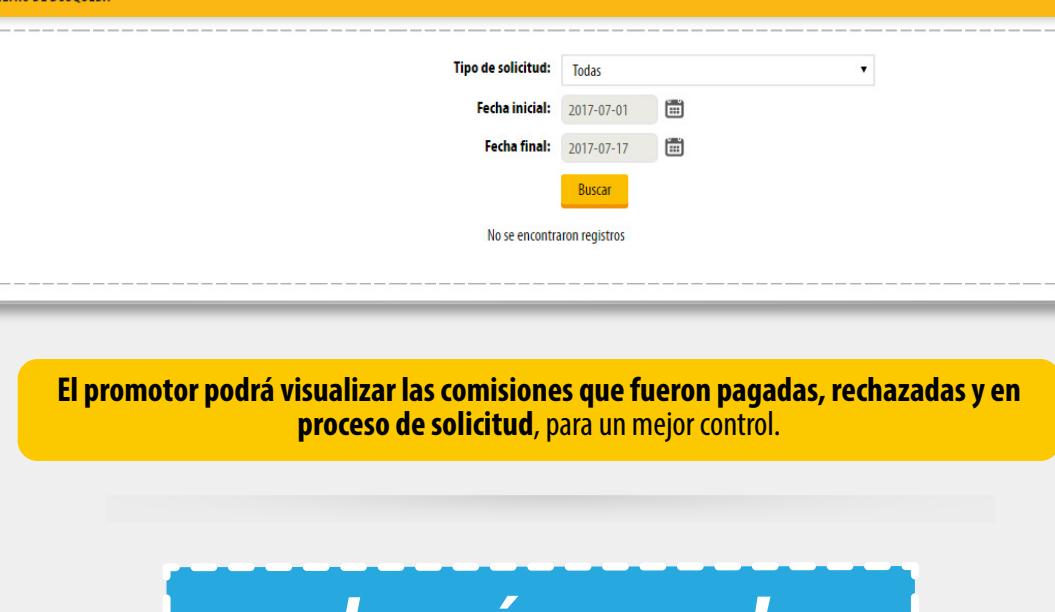 Tipo de solicitud: Todas
Fecha inicial: 2017-07-01
Fecha final: 2017-07-17
Buscar
No se encontraron registros
El promotor podrá visualizar las comisiones que fueron pagadas, rechazadas y en
proceso de solicitud, para un mejor control.